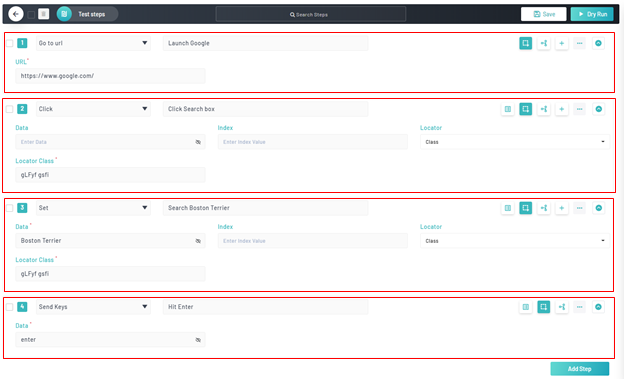 Test steps
Search Steps
Save
Dry Run
1
Go to url
Launch Google
URL*
https://www.google.com/
2
Click
Click Search box
Data
Index
Locator
Enter Data
Enter Index Value
Class
Locator Class *
gLFyf gsfi
3
Set
Search Boston Terrier
Data *
Index
Locator
Boston Terrier
Enter Index Value
Class
Locator Class *
gLFyf gsfi
4
Send Keys
Hit Enter
Data *
enter
Add Step